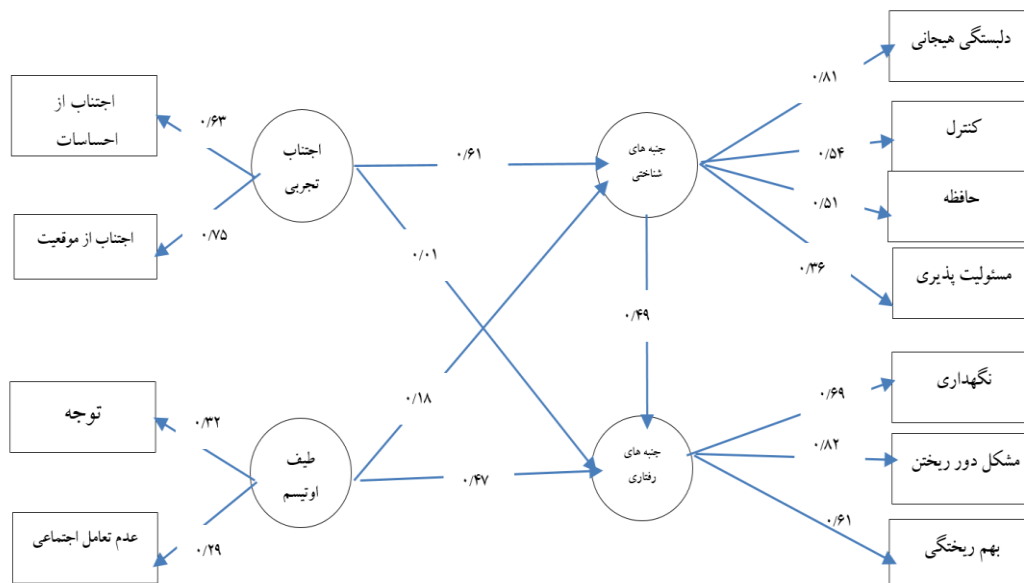 دلبستگی هیجانی
۰/۸۱
اجتناب از
احساسات
۰/۶۳
اجتناب
تجربی
۰/۶۱
جنبه های
شناختی
کنترل
۰/۵۴
حافظه
۰/۵۱
اجتناب از موقعیت
۰/۷۵
۰/۰۱
مسئولیت پذیری
۰/۳۶
۰/۴۹
نگهداری
۰/۶۹
توجه
۰/۳۲
۰/۱۸
طیف
اوتیسم
۰/۴۷
جنبه های
رفتاری
مشکل دور ریختن
۰/۸۲
عدم تعامل اجتماعی
۰/۲۹
بهم ریختگی
۰/۶۱